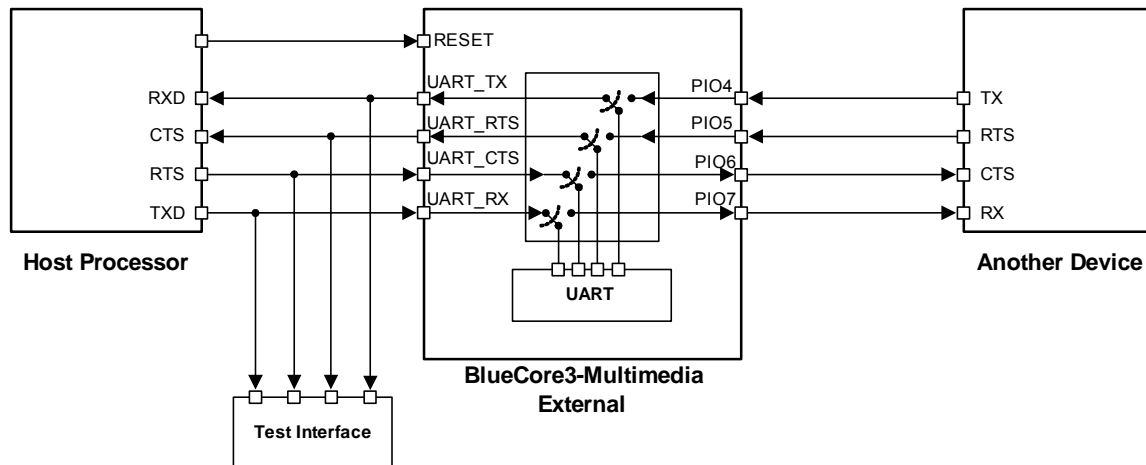 RESET
RXD
UART_TX
PIO4
TX
CTS
UART_RTS
PIO5
RTS
RTS
UART_CTS
PIO6
CTS
TXD
UART_RX
PIO7
RX
Host Processor
UART
Another Device
BlueCore3-Multimedia
External
Test Interface